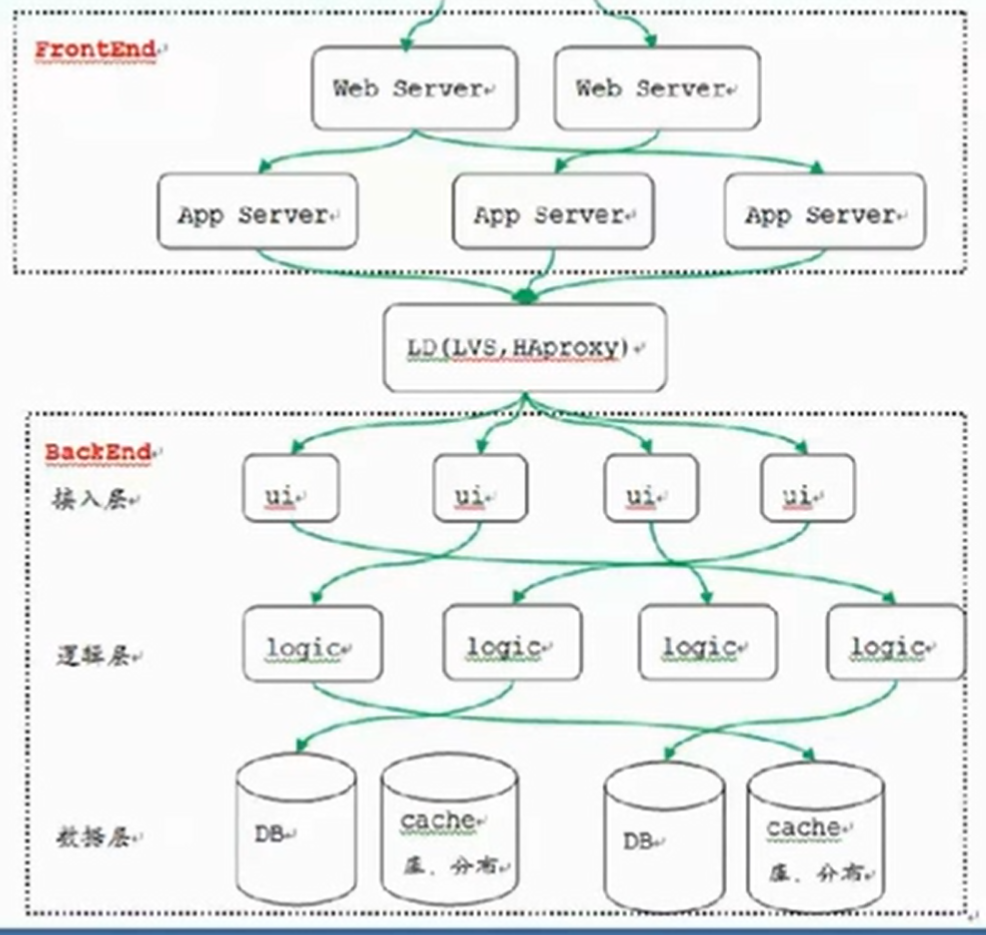 FrontEnd
Web Server
Web Server
App Server
App Server
App Server
LD(LVS,HAproxy)
BackEnd
接入层
ui
ui
ui
ui
逻辑层
logic
logic
logic
logic
数据层
DB
cache
库、分布
DB
cache
库、分布